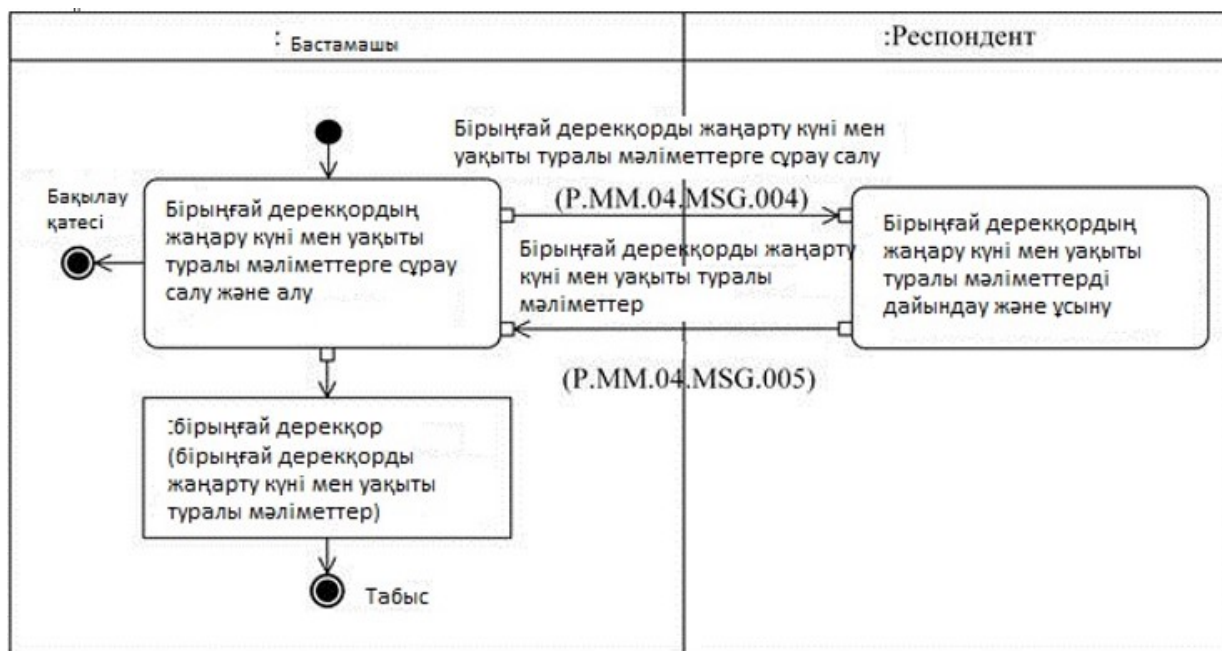 : Бастамашы
:Респондент
Бірыңғай дерекқорды жаңарту күні мен
уақыты туралы мәліметтерге сұрау салу
(P.MM.04.MSG.004)
Бақылау
қатесі
Бірыңғай дерекқордың
жаңару күні мен уақыты
туралы мәліметтерге сұрау
салу және алу
Бірыңғай дерекқорды жаңарту
күні мен уақыты туралы
мәліметтер
(P.MM.04.MSG.005)
Бірыңғай дерекқордың
жаңару күні мен уақыты
туралы мәліметтерді
дайындау және ұсыну
:бірыңғай дерекқор
(бірыңғай дерекқорды
жаңарту күні мен уақыты
туралы мәліметтер)
Табыс